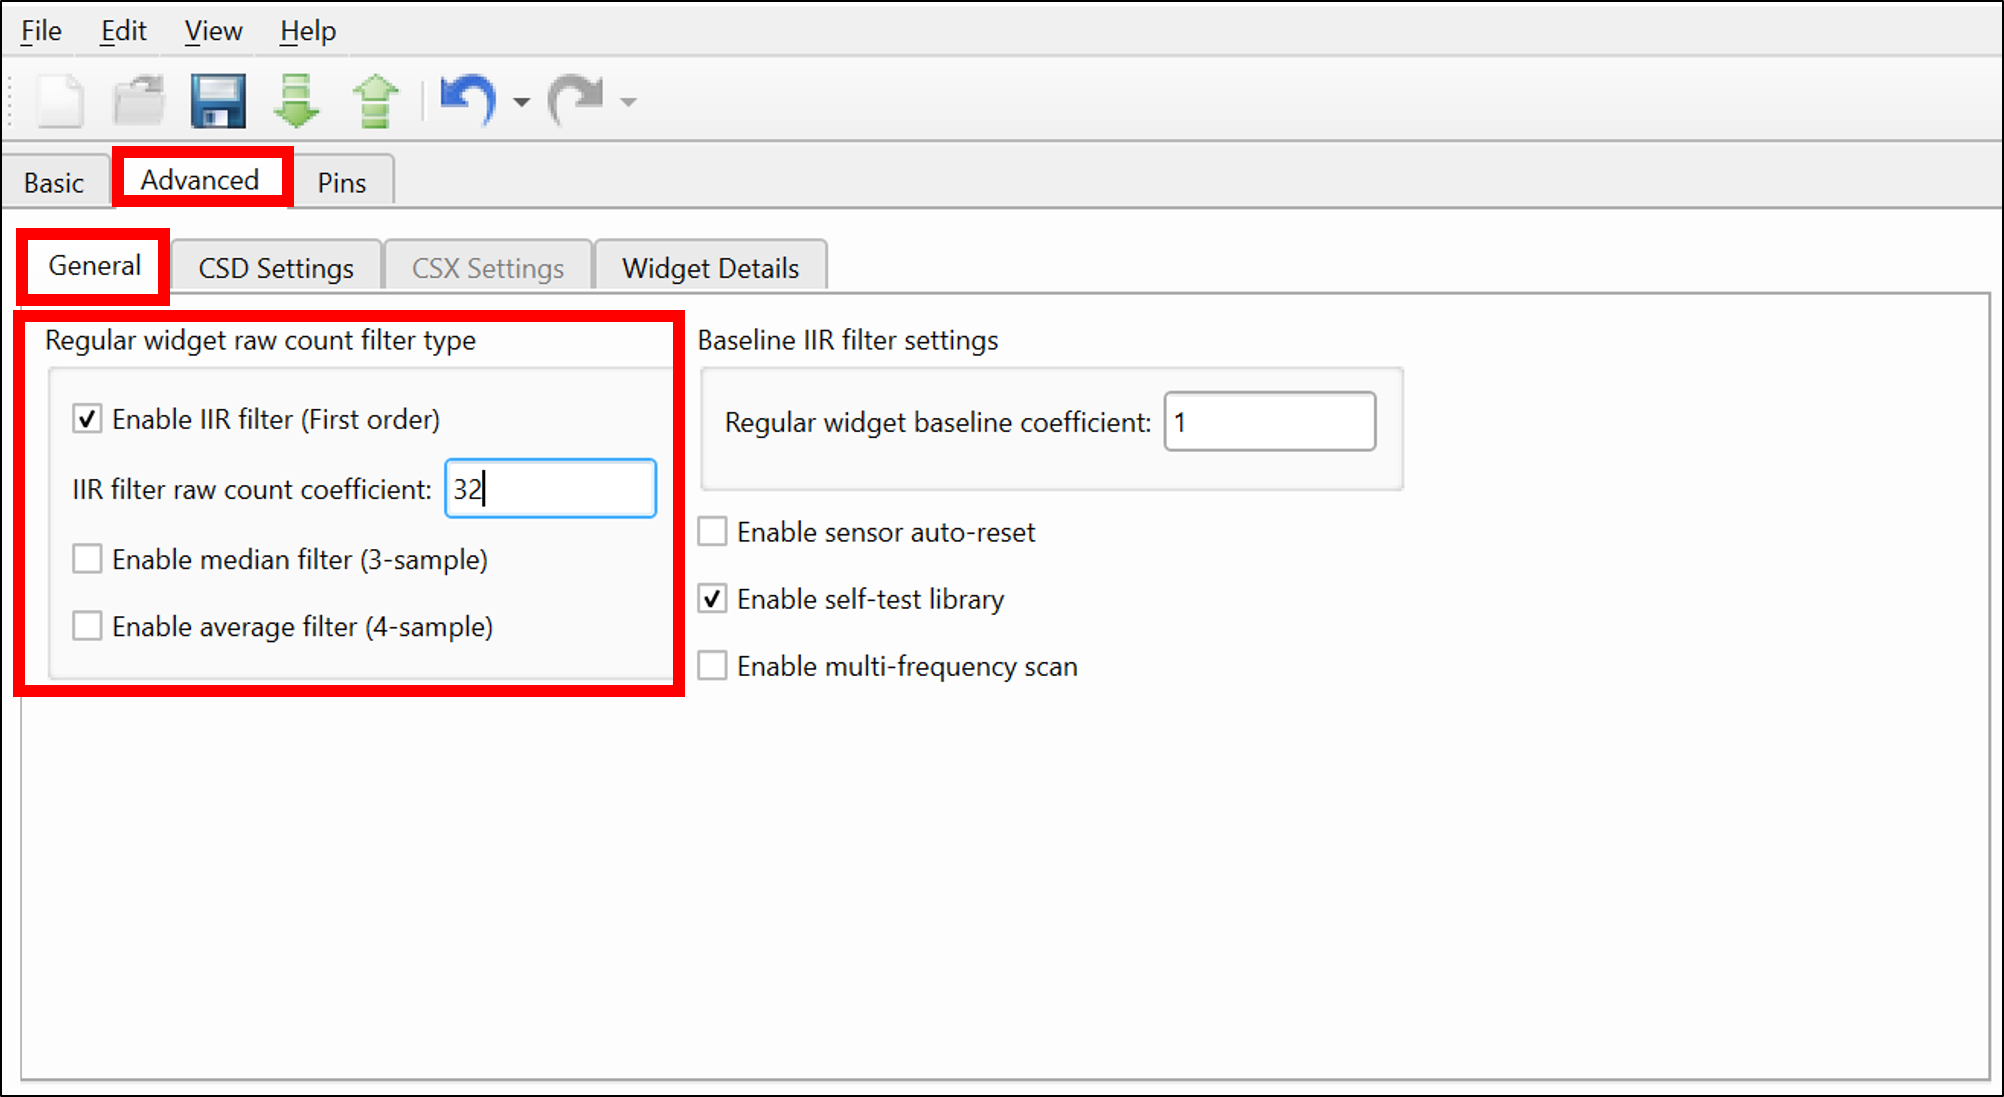 File Edit View Help
Basic Advanced Pins
General CSD Settings CSX Settings Widget Details
Regular widget raw count filter type
Enable IIR filter (First order)
IIR filter raw count coefficient: 32
Enable median filter (3-sample)
Enable average filter (4-sample)
Baseline IIR filter settings
Regular widget baseline coefficient: 1
Enable sensor auto-reset
Enable self-test library
Enable multi-frequency scan